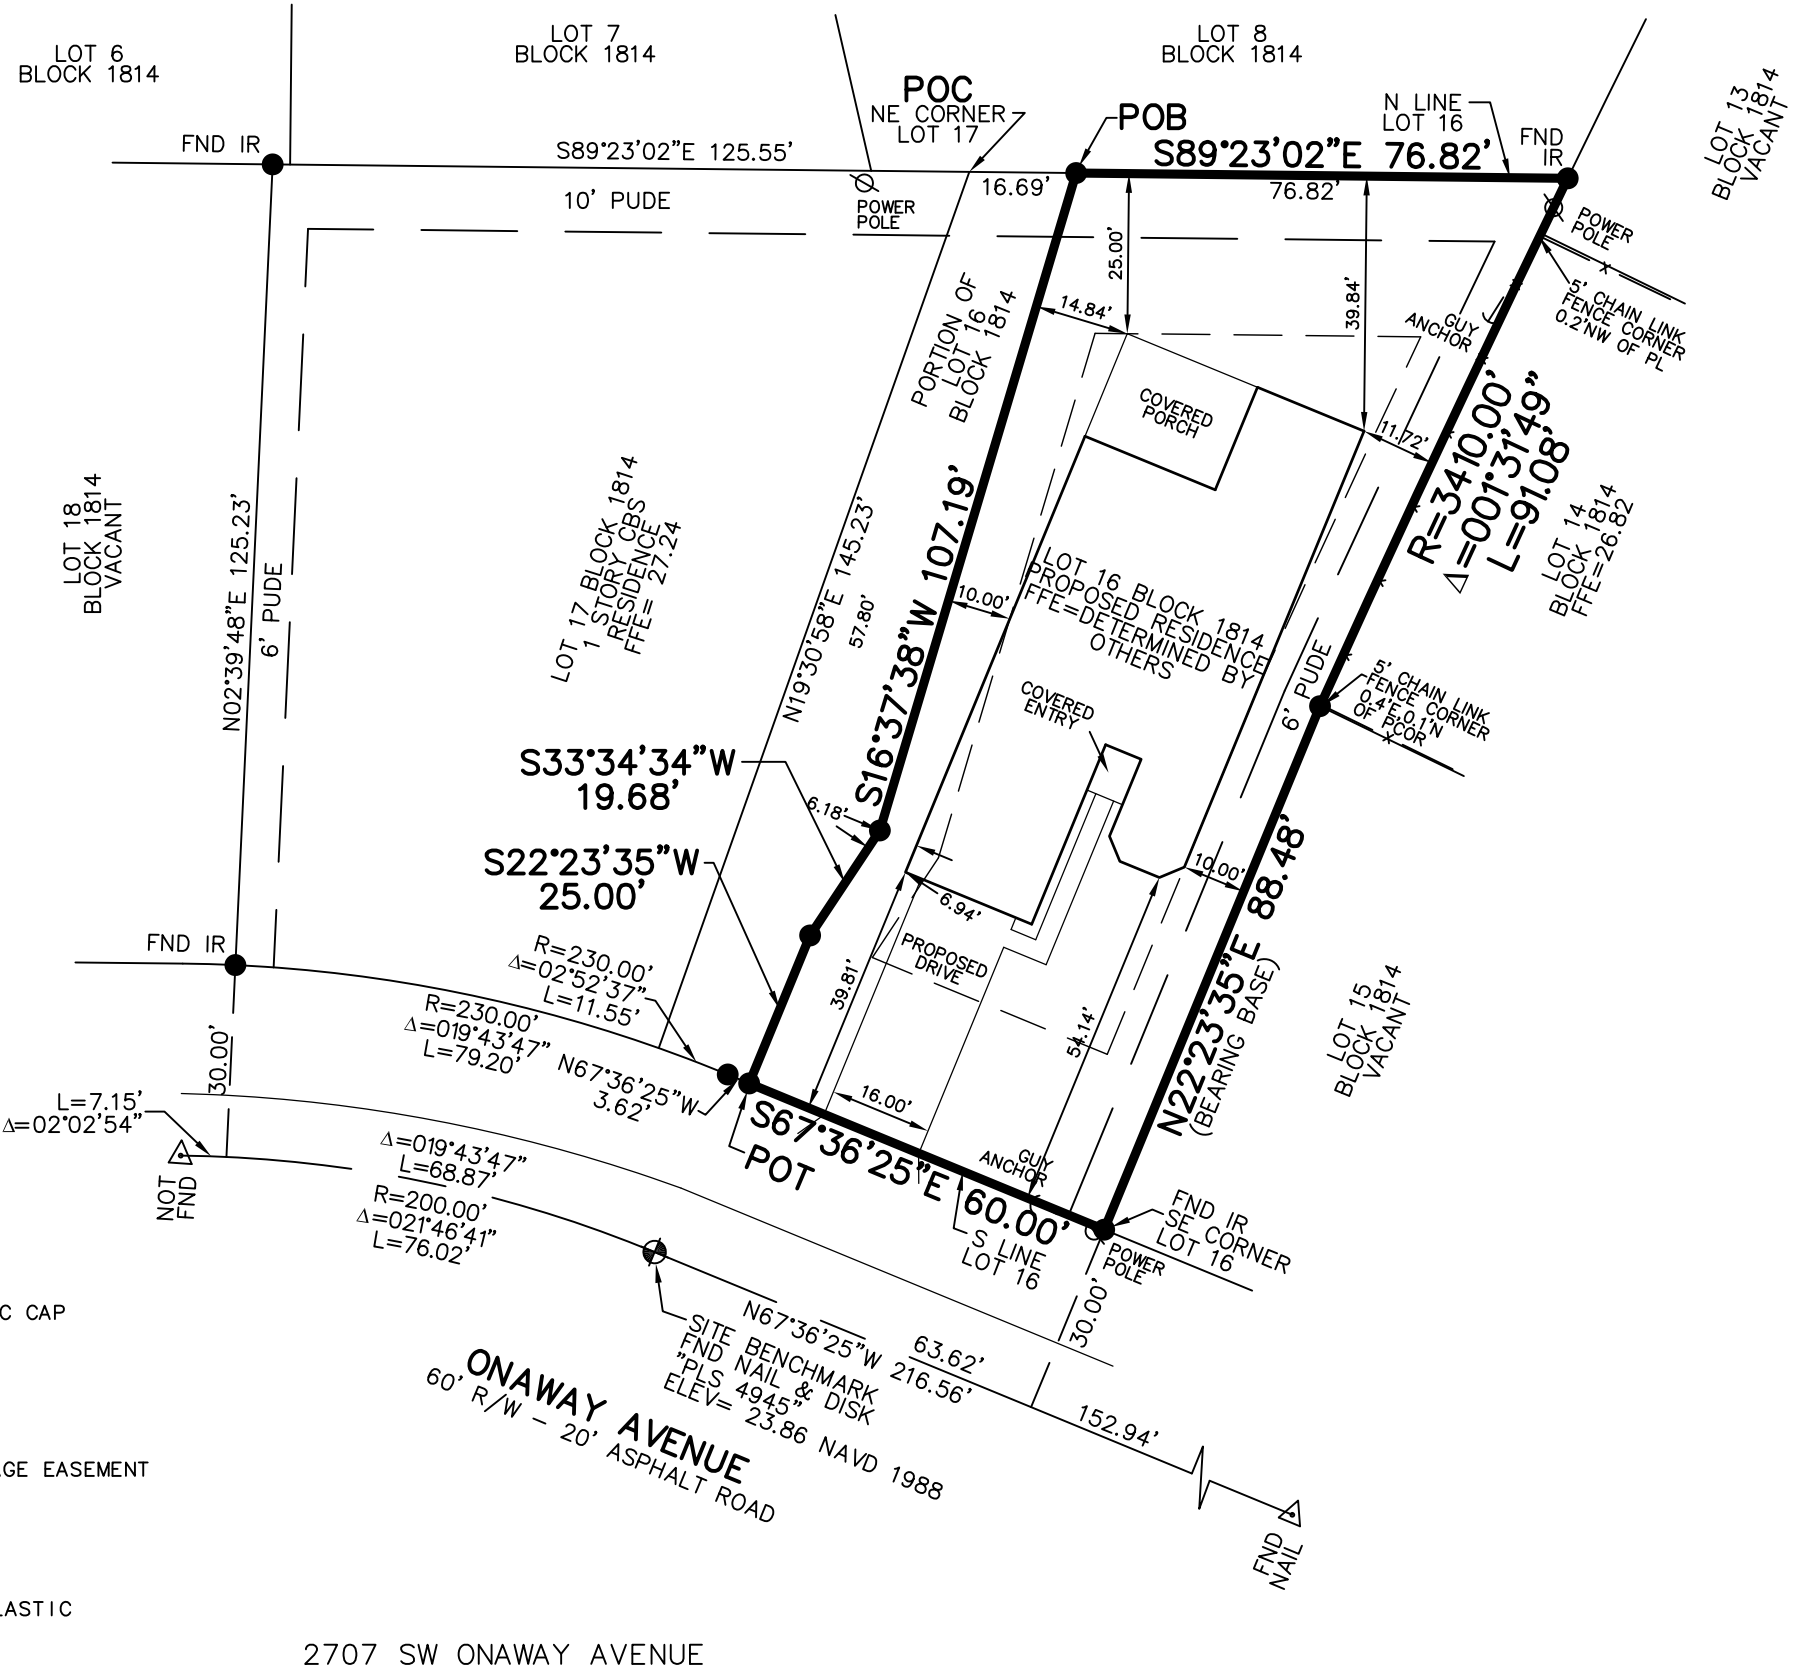 LOT 6
BLOCK 1814
LOT 7
BLOCK 1814
LOT 8
BLOCK 1814
LOT 13
BLOCK 1814
VACANT
POC
NE CORNER
LOT 17
POB
N LINE
LOT 16
FND
IR
FND IR
S89°23'02"E 125.55'
S89°23'02"E 76.82'
16.69'
76.82'
10' PUDE
POWER
POLE
POWER
POLE
25.00'
39.84'
14.84'
PORTION OF
LOT 16
BLOCK 1814
GUY
ANCHOR
5' CHAIN LINK
FENCE CORNER
0.2'NW OF PL
COVERED
PORCH
11.72'
R=3410.00'
Δ=001°31'49"
L=91.08'
LOT 18
BLOCK 1814
VACANT
N02°39'48"E 125.23'
6' PUDE
LOT 17 BLOCK 1814
1 STORY CBS
RESIDENCE
FFE= 27.24
N19°30'58"E 145.23'
57.80'
S16°37'38"W 107.19'
10.00'
LOT 16 BLOCK 1814
PROPOSED RESIDENCE
FFE=DETERMINED BY
OTHERS
LOT 14
BLOCK 1814
FFE=26.82
COVERED
ENTRY
6' PUDE
5' CHAIN LINK
FENCE CORNER
0.4'E,0.1'N
OF PCOR
S33°34'34"W
19.68'
6.18'
S22°23'35"W
25.00'
10.00'
6.94'
N22°23'35"E 88.48'
(BEARING BASE)
FND IR
R=230.00'
Δ=02°52'37"
L=11.55'
PROPOSED
DRIVE
39.81'
54.14'
LOT 15
BLOCK 1814
VACANT
R=230.00'
Δ=019°43'47"
L=79.20'
N67°36'25"W
3.62'
30.00'
L=7.15'
Δ=02°02'54"
16.00'
S67°36'25"E 60.00'
POT
GUY
ANCHOR
NOT
FND
Δ=019°43'47"
L=68.87'
R=200.00'
Δ=021°46'41"
L=76.02'
S LINE
LOT 16
FND IR
SE CORNER
LOT 16
POWER
POLE
30.00'
C CAP
SITE BENCHMARK
FND NAIL & DISK
"PLS 4945"
ELEV= 23.86 NAVD 1988
N67°36'25"W 216.56'
63.62'
152.94'
ONAWAY AVENUE
60' R/W - 20' ASPHALT ROAD
GE EASEMENT
FND
NAIL
LASTIC
2707 SW ONAWAY AVENUE